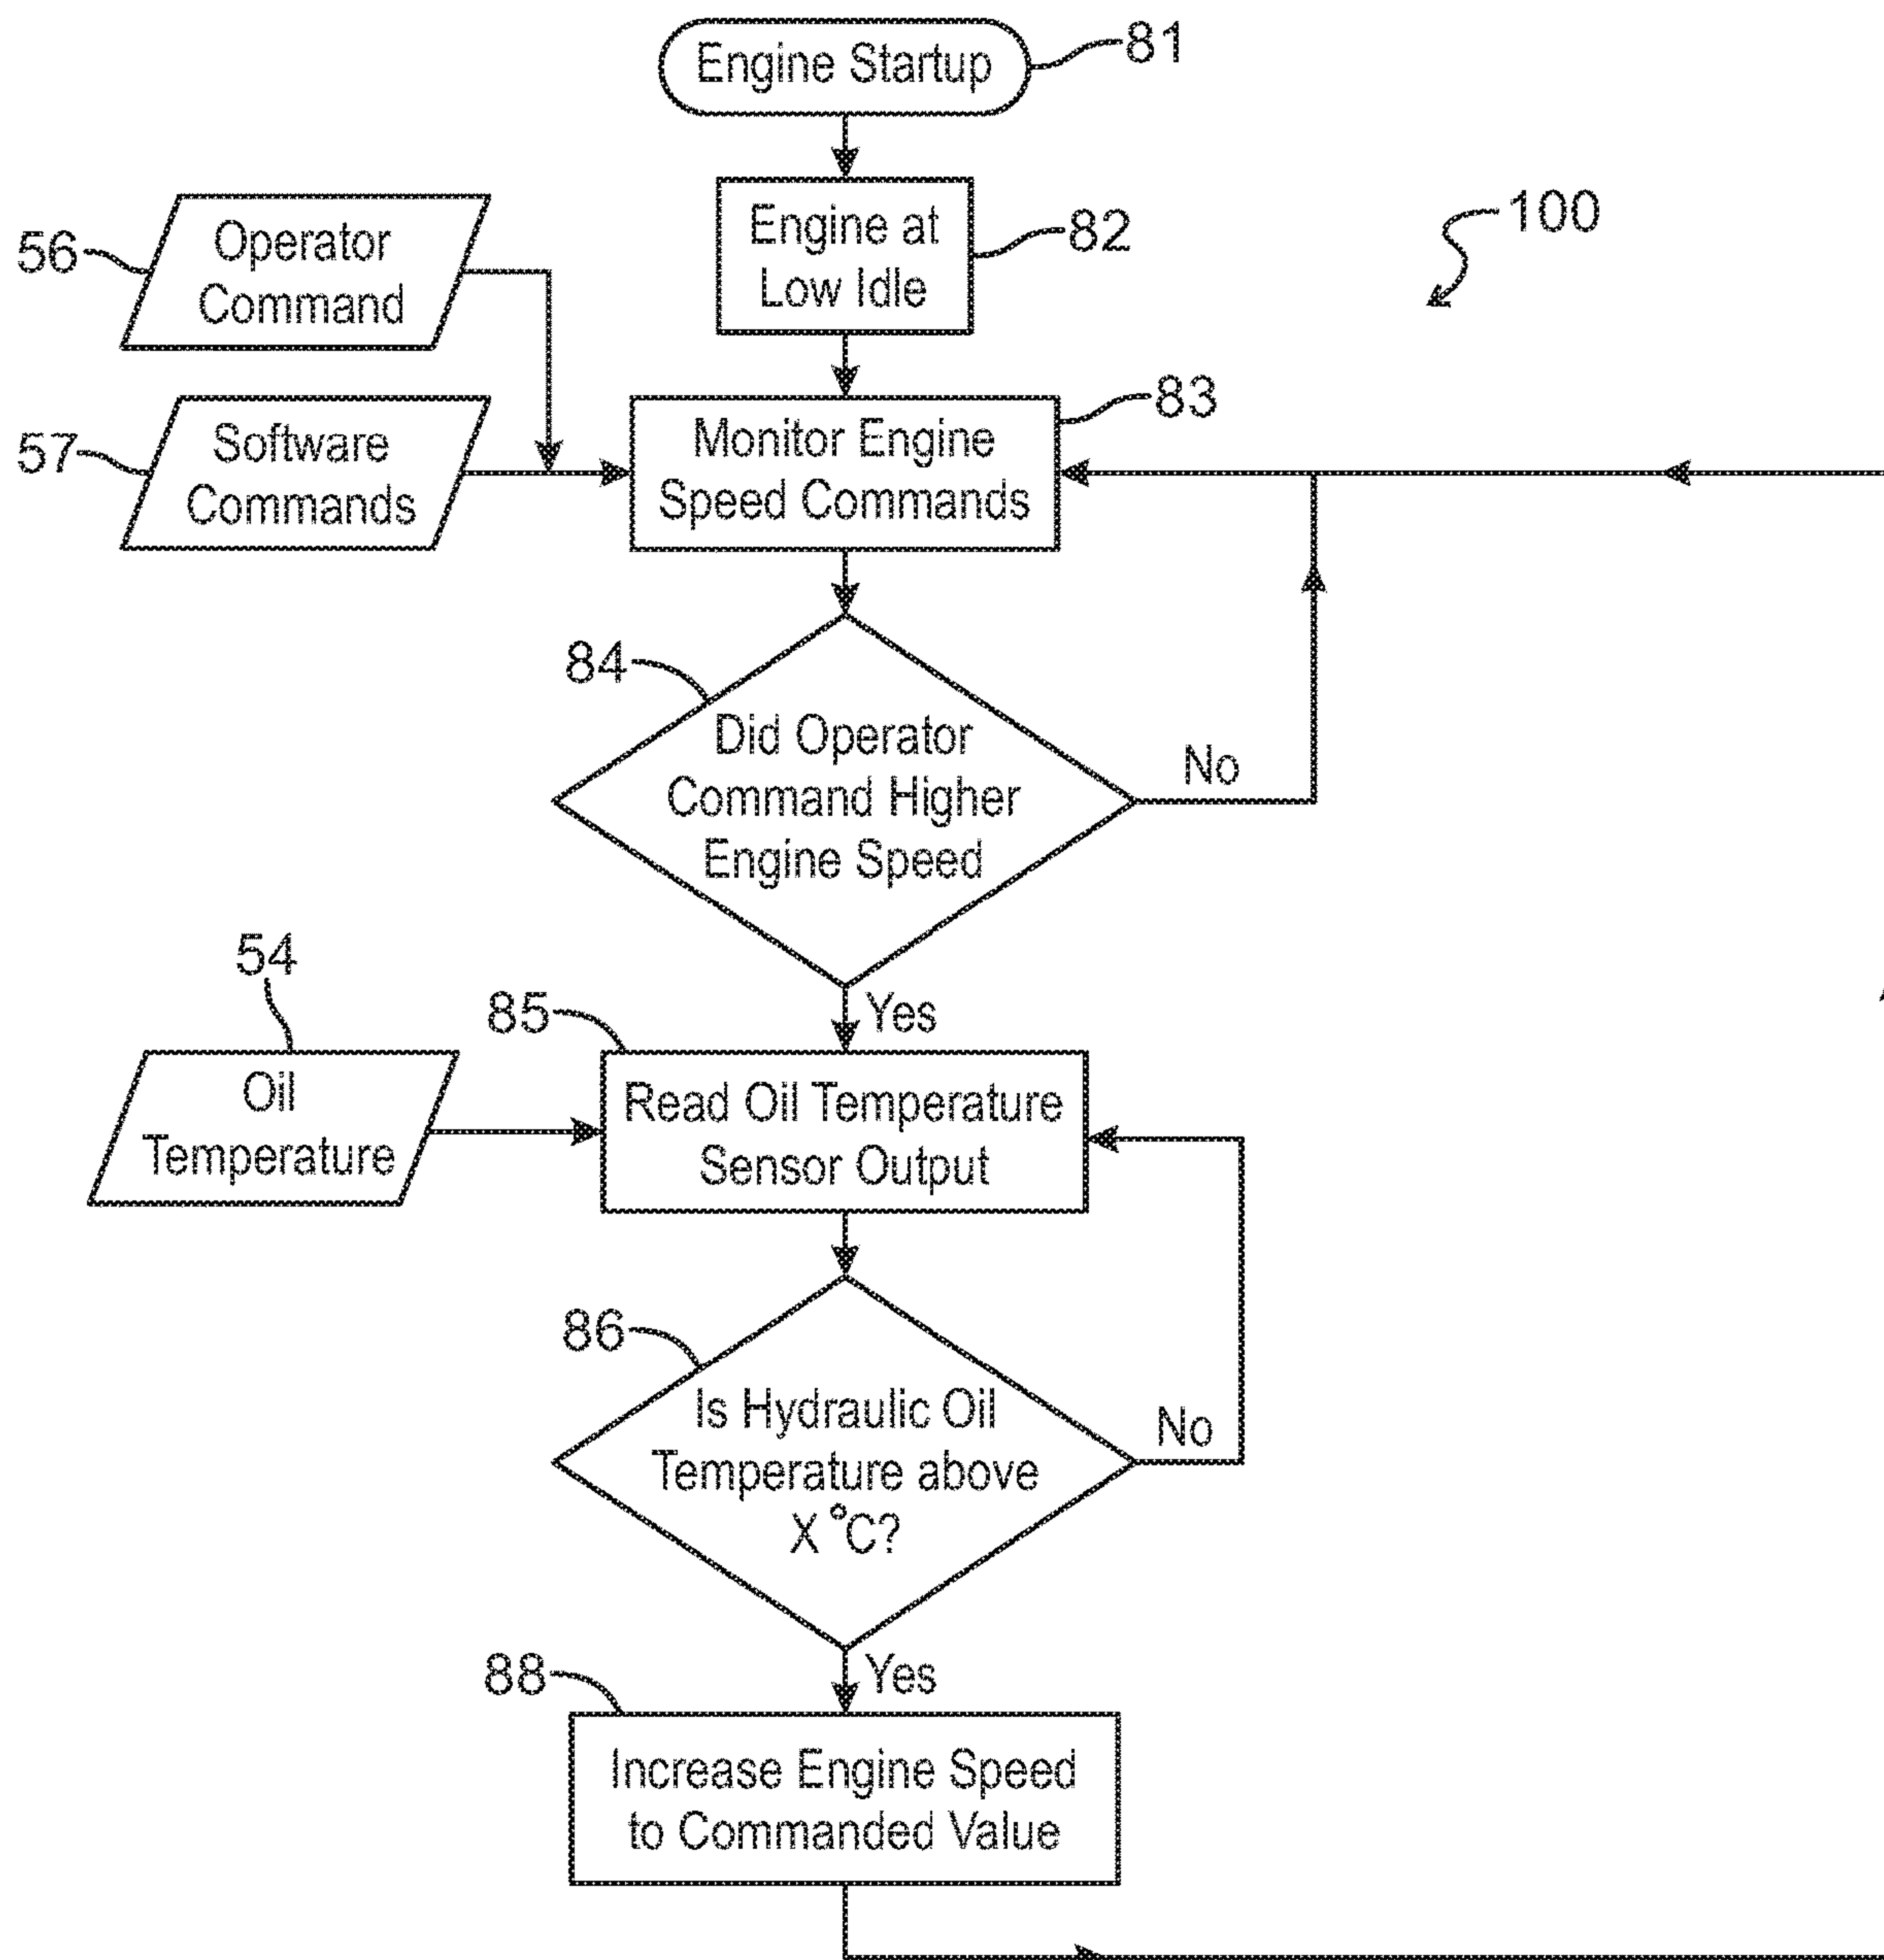 Engine Startup
81
Engine at
Low Idle
82
100
56
Operator
Command
57
Software
Commands
Monitor Engine
Speed Commands
83
84
Did Operator
Command Higher
Engine Speed
No
Yes
54
Oil
Temperature
85
Read Oil Temperature
Sensor Output
86
Is Hydraulic Oil
Temperature above
X °C?
No
Yes
88
Increase Engine Speed
to Commanded Value